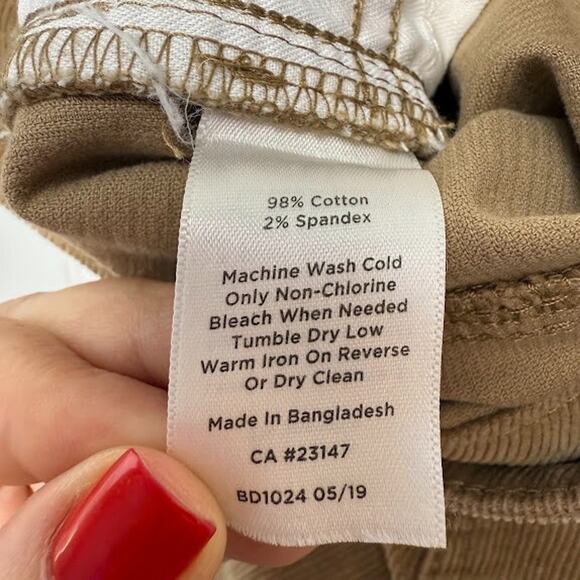 98% Cotton
2% Spandex
Machine Wash Cold
Only Non-Chlorine
Bleach When Needed
Tumble Dry Low
Warm Iron On Reverse
Or Dry Clean
Made In Bangladesh
CA #23147
BD1024 05/19